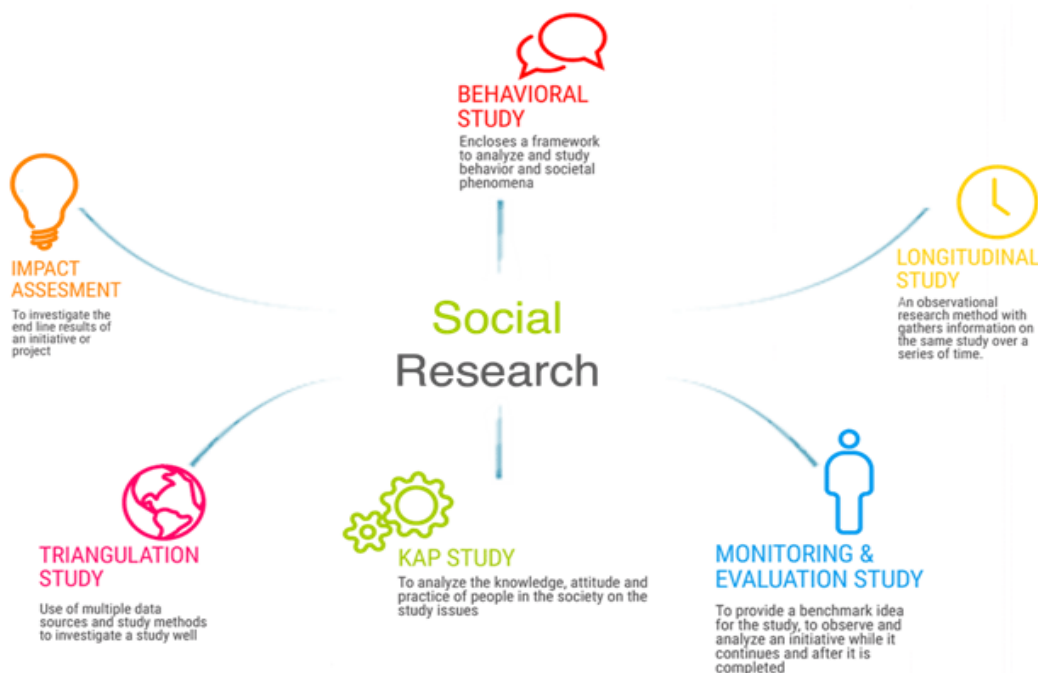 BEHAVIORAL
STUDY
Encloses a framework
to analyze and study
behavior and societal
phenomena
IMPACT
ASSESMENT
To investigate the
end line results of
an initiative or
project
LONGITUDINAL
STUDY
An observational
research method with
gathers information on
the same study over a
series of time.
Social
Research
TRIANGULATION
STUDY
Use of multiple data
sources and study methods
to investigate a study well
KAP STUDY
To analyze the knowledge, attitude and
practice of people in the society on the
study issues
MONITORING &
EVALUATION STUDY
To provide a benchmark idea
for the study, to observe and
analyze an initiative while it
continues and after it is
completed